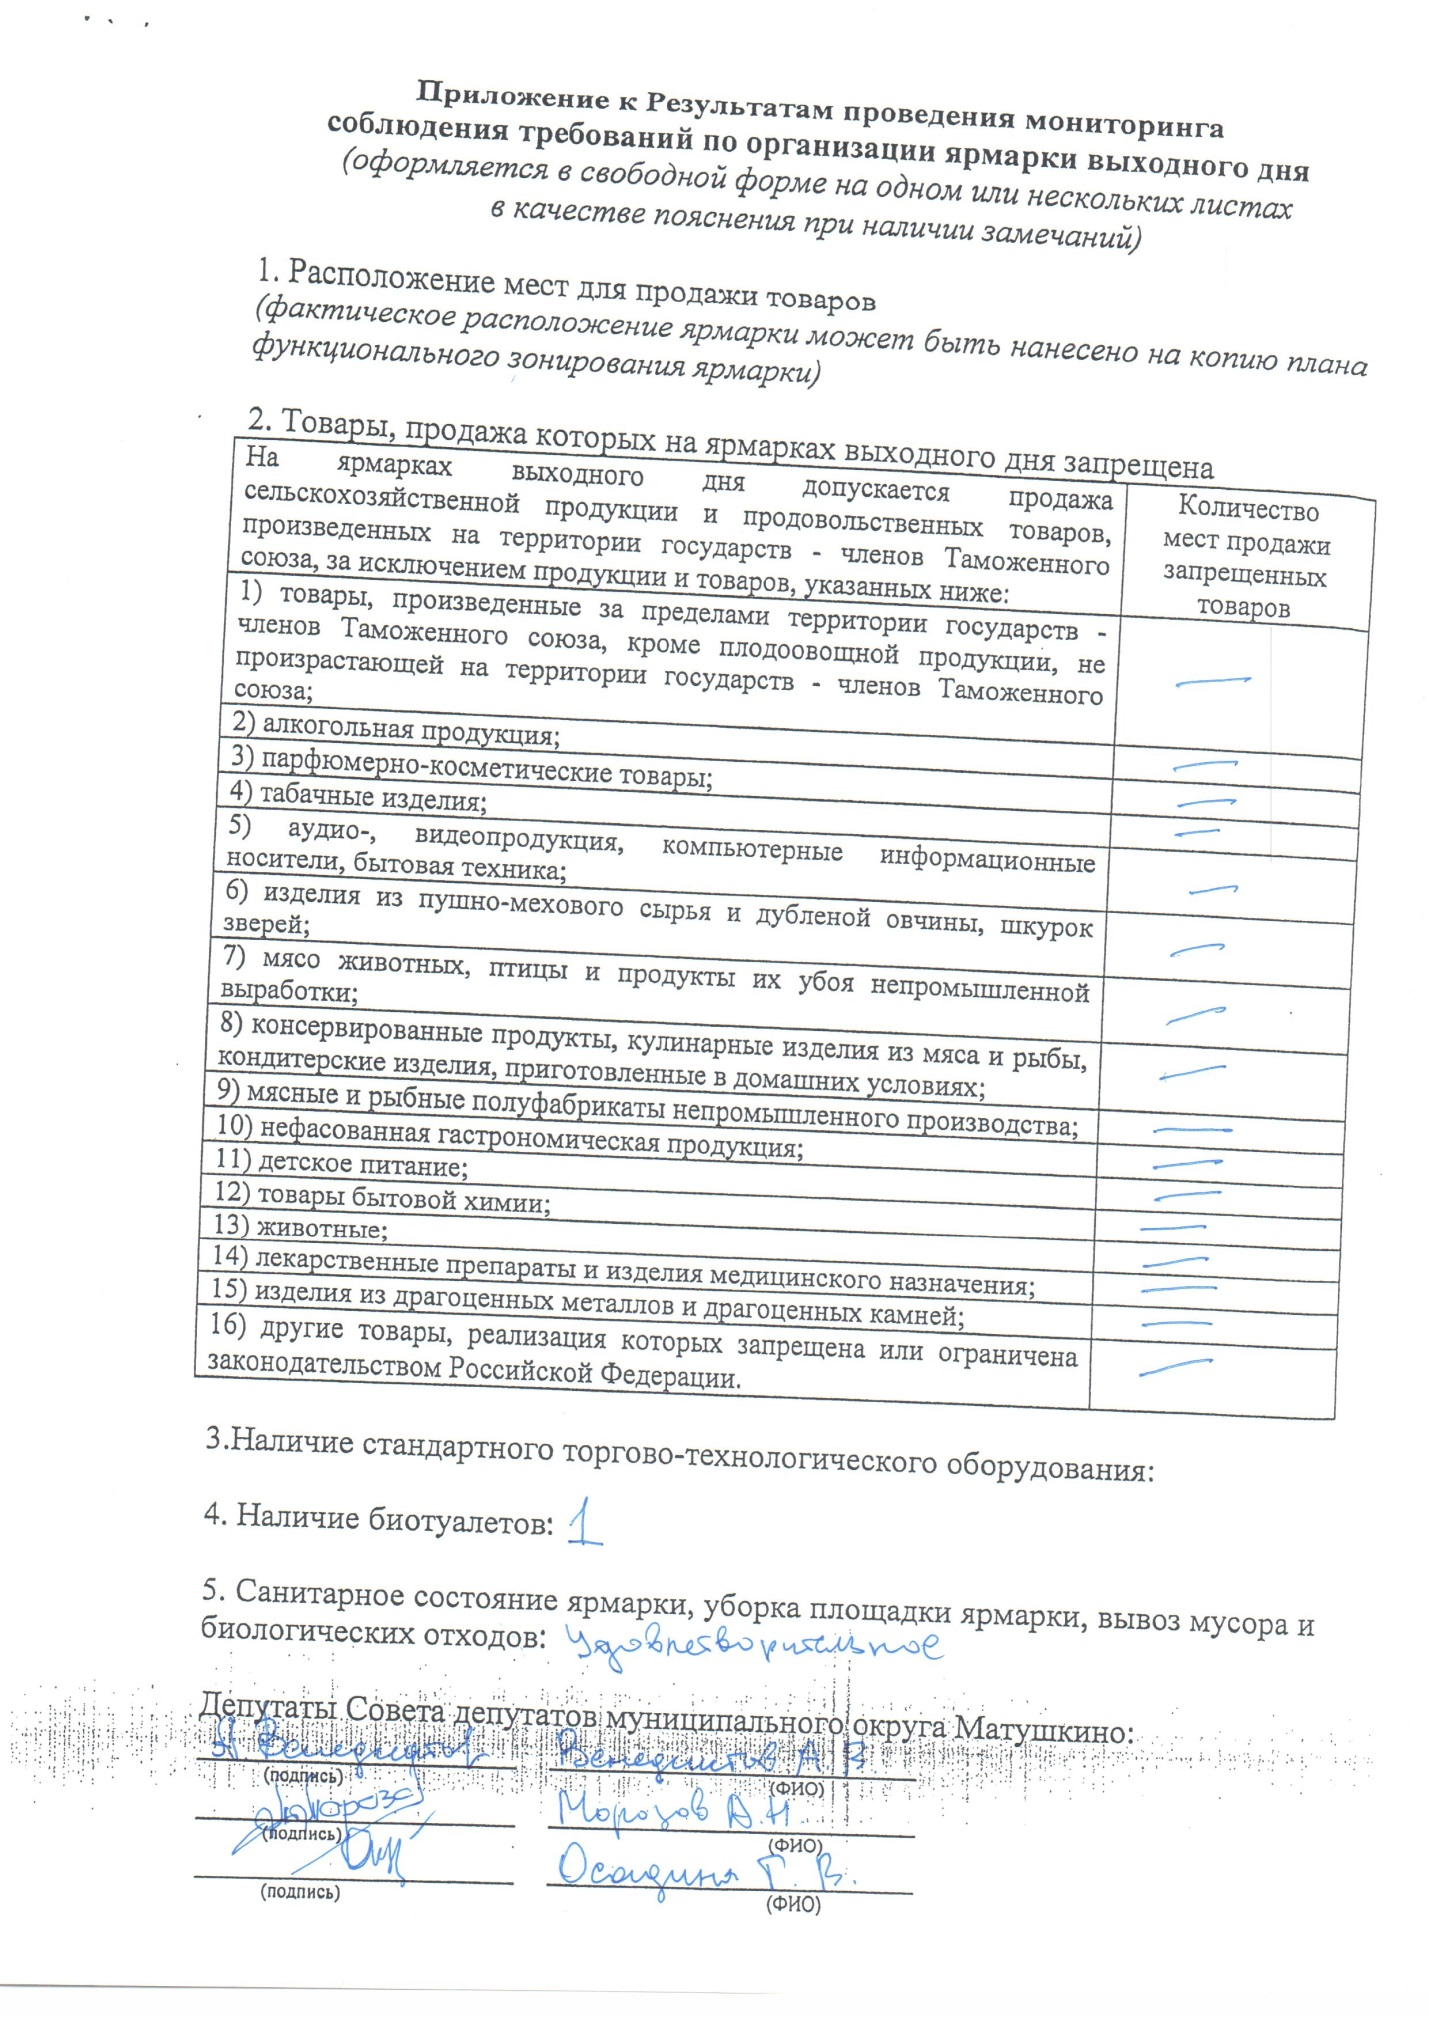 Приложение к Результатам проведения мониторинга
соблюдения требований по организации ярмарки выходного дня
(оформляется в свободной форме на одном или нескольких листах
в качестве пояснения при наличии замечаний)
1. Расположение мест для продажи товаров
(фактическое расположение ярмарки может быть нанесено на копию плана
функционального зонирования ярмарки)
2. Товары, продажа которых на ярмарках выходного дня запрещена
На ярмарках выходного дня допускается продажа
сельскохозяйственной продукции и продовольственных товаров,
произведенных на территории государств - членов Таможенного
союза, за исключением продукции и товаров, указанных ниже:
Количество
мест продажи
запрещенных
товаров
1) товары, произведенные за пределами территории государств -
членов Таможенного союза, кроме плодоовощной продукции, не
произрастающей на территории государств - членов Таможенного
союза;
—
2) алкогольная продукция;
—
3) парфюмерно-косметические товары;
—
4) табачные изделия;
—
5) аудио-, видеопродукция, компьютерные информационные
носители, бытовая техника;
—
6) изделия из пушно-мехового сырья и дубленой овчины, шкурок
зверей;
—
7) мясо животных, птицы и продукты их убоя непромышленной
выработки;
—
8) консервированные продукты, кулинарные изделия из мяса и рыбы,
кондитерские изделия, приготовленные в домашних условиях;
—
9) мясные и рыбные полуфабрикаты непромышленного производства;
—
10) нефасованная гастрономическая продукция;
—
11) детское питание;
—
12) товары бытовой химии;
—
13) животные;
—
14) лекарственные препараты и изделия медицинского назначения;
—
15) изделия из драгоценных металлов и драгоценных камней;
—
16) другие товары, реализация которых запрещена или ограничена
законодательством Российской Федерации.
—
3.Наличие стандартного торгово-технологического оборудования:
4. Наличие биотуалетов: 1
5. Санитарное состояние ярмарки, уборка площадки ярмарки, вывоз мусора и
биологических отходов: удовлетворительное
Депутаты Совета депутатов муниципального округа Матушкино:
Венедиктов А В.
(подпись) (ФИО)
Морозов А.Н.
(подпись) (ФИО)
Осадиня Г. В.
(подпись) (ФИО)